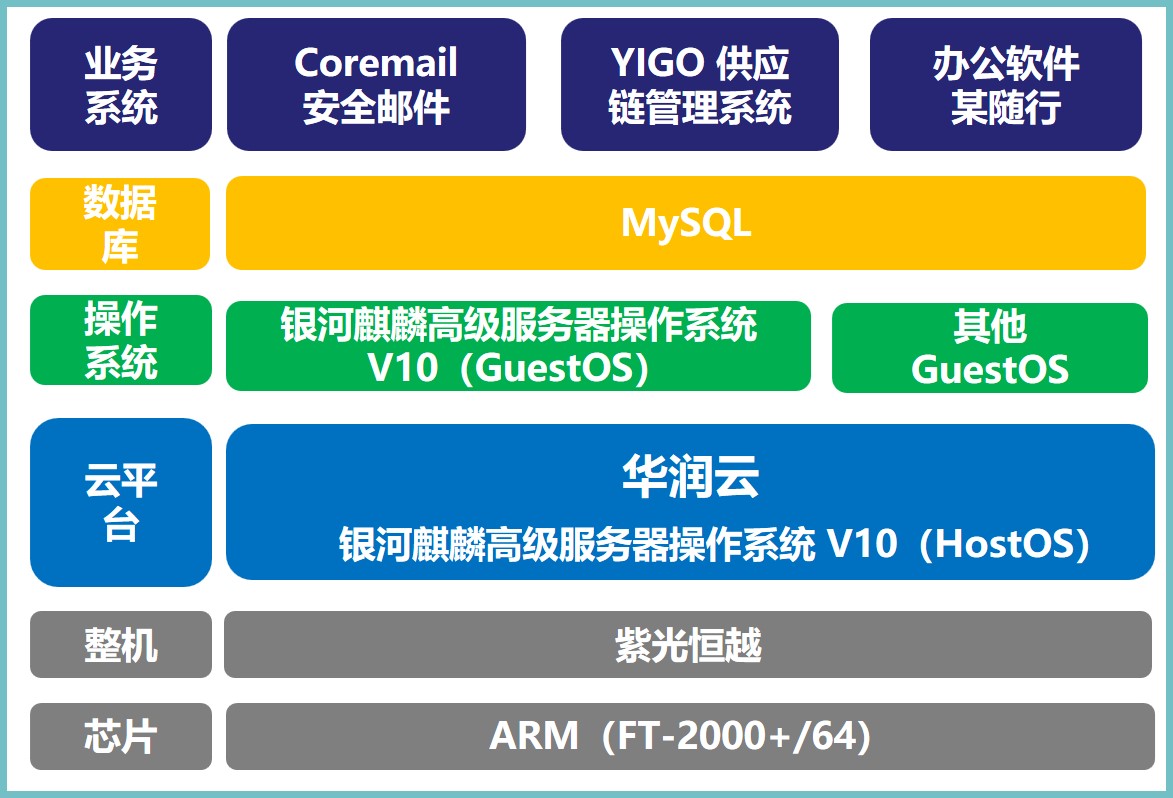 业务
系统
Coremail
安全邮件
YIGO 供应
链管理系统
办公软件
某随行
数据
库
MySQL
操作
系统
银河麒麟高级服务器操作系统
V10（GuestOS）
其他
GuestOS
云平
台
华润云
银河麒麟高级服务器操作系统 V10（HostOS）
整机
紫光恒越
芯片
ARM（FT-2000+/64）